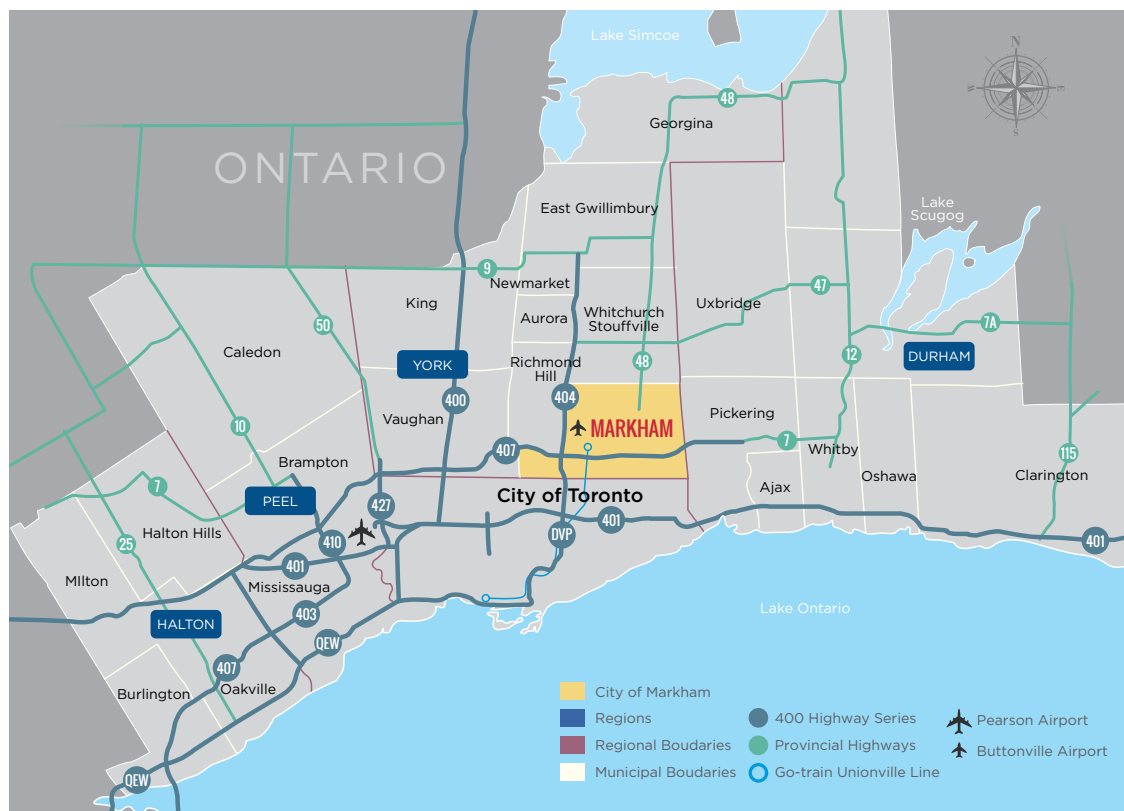 Lake Simcoe
N
W
E
S
48
Georgina
ONTARIO
Lake
Scugog
East Gwillimbury
9
Newmarket
King
47
Uxbridge
Whitchurch
Stouffville
Aurora
7A
50
Caledon
YORK
Richmond
Hill
48
12
DURHAM
400
404
Vaughan
MARKHAM
Pickering
10
407
7
Whitby
115
Brampton
Oshawa
Clarington
7
PEEL
City of Toronto
Ajax
427
Halton Hills
401
DVP
410
401
25
401
MIlton
Mississauga
403
Lake Ontario
HALTON
QEW
407
Burlington
Oakville
QEW
City of Markham
Regions
Regional Boudaries
Municipal Boudaries
400 Highway Series
Provincial Highways
Go-train Unionville Line
Pearson Airport
Buttonville Airport